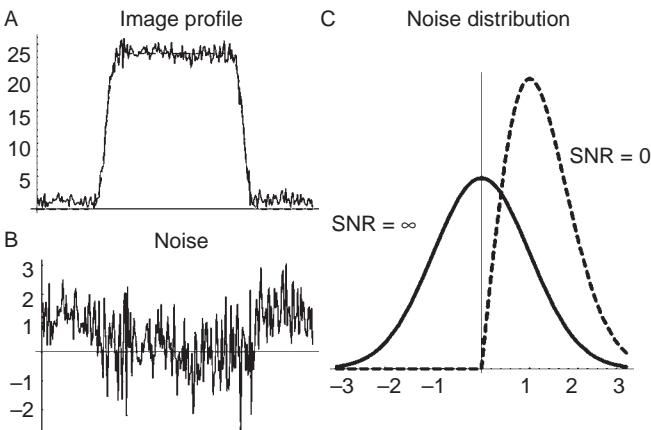 A
Image profile
25
20
15
10
5
B
Noise
3
2
1
−1
−2
C
Noise distribution
SNR = 0
SNR = ∞
−3 −2 −1 1 2 3